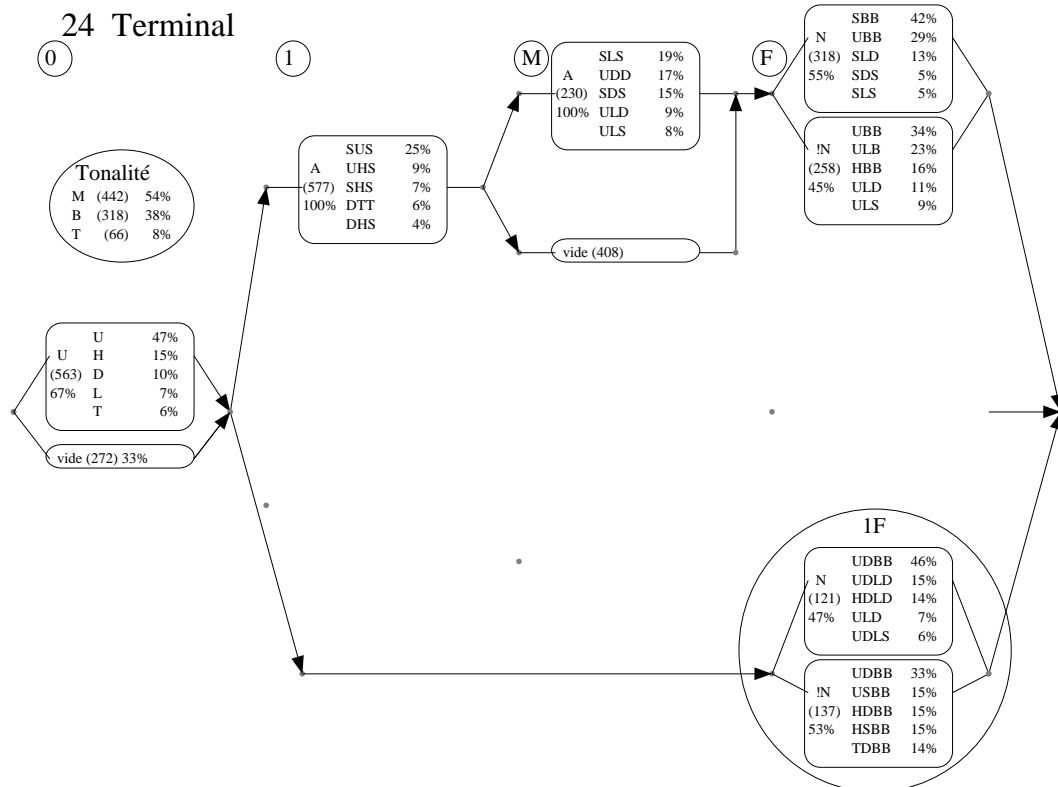 24 Terminal
0
1
M
F
Tonalité
M (442) 54%
B (318) 38%
T (66) 8%
U 47%
U H 15%
(563) D 10%
67% L 7%
T 6%
vide (272) 33%
SUS 25%
A UHS 9%
(577) SHS 7%
100% DTT 6%
DHS 4%
SLS 19%
A UDD 17%
(230) SDS 15%
100% ULD 9%
ULS 8%
vide (408)
SBB 42%
N UBB 29%
(318) SLD 13%
55% SDS 5%
SLS 5%
UBB 34%
!N ULB 23%
(258) HBB 16%
45% ULD 11%
ULS 9%
1F
UDBB 46%
N UDLD 15%
(121) HDLD 14%
47% ULD 7%
UDLS 6%
UDBB 33%
!N USBB 15%
(137) HDBB 15%
53% HSBB 15%
TDBB 14%